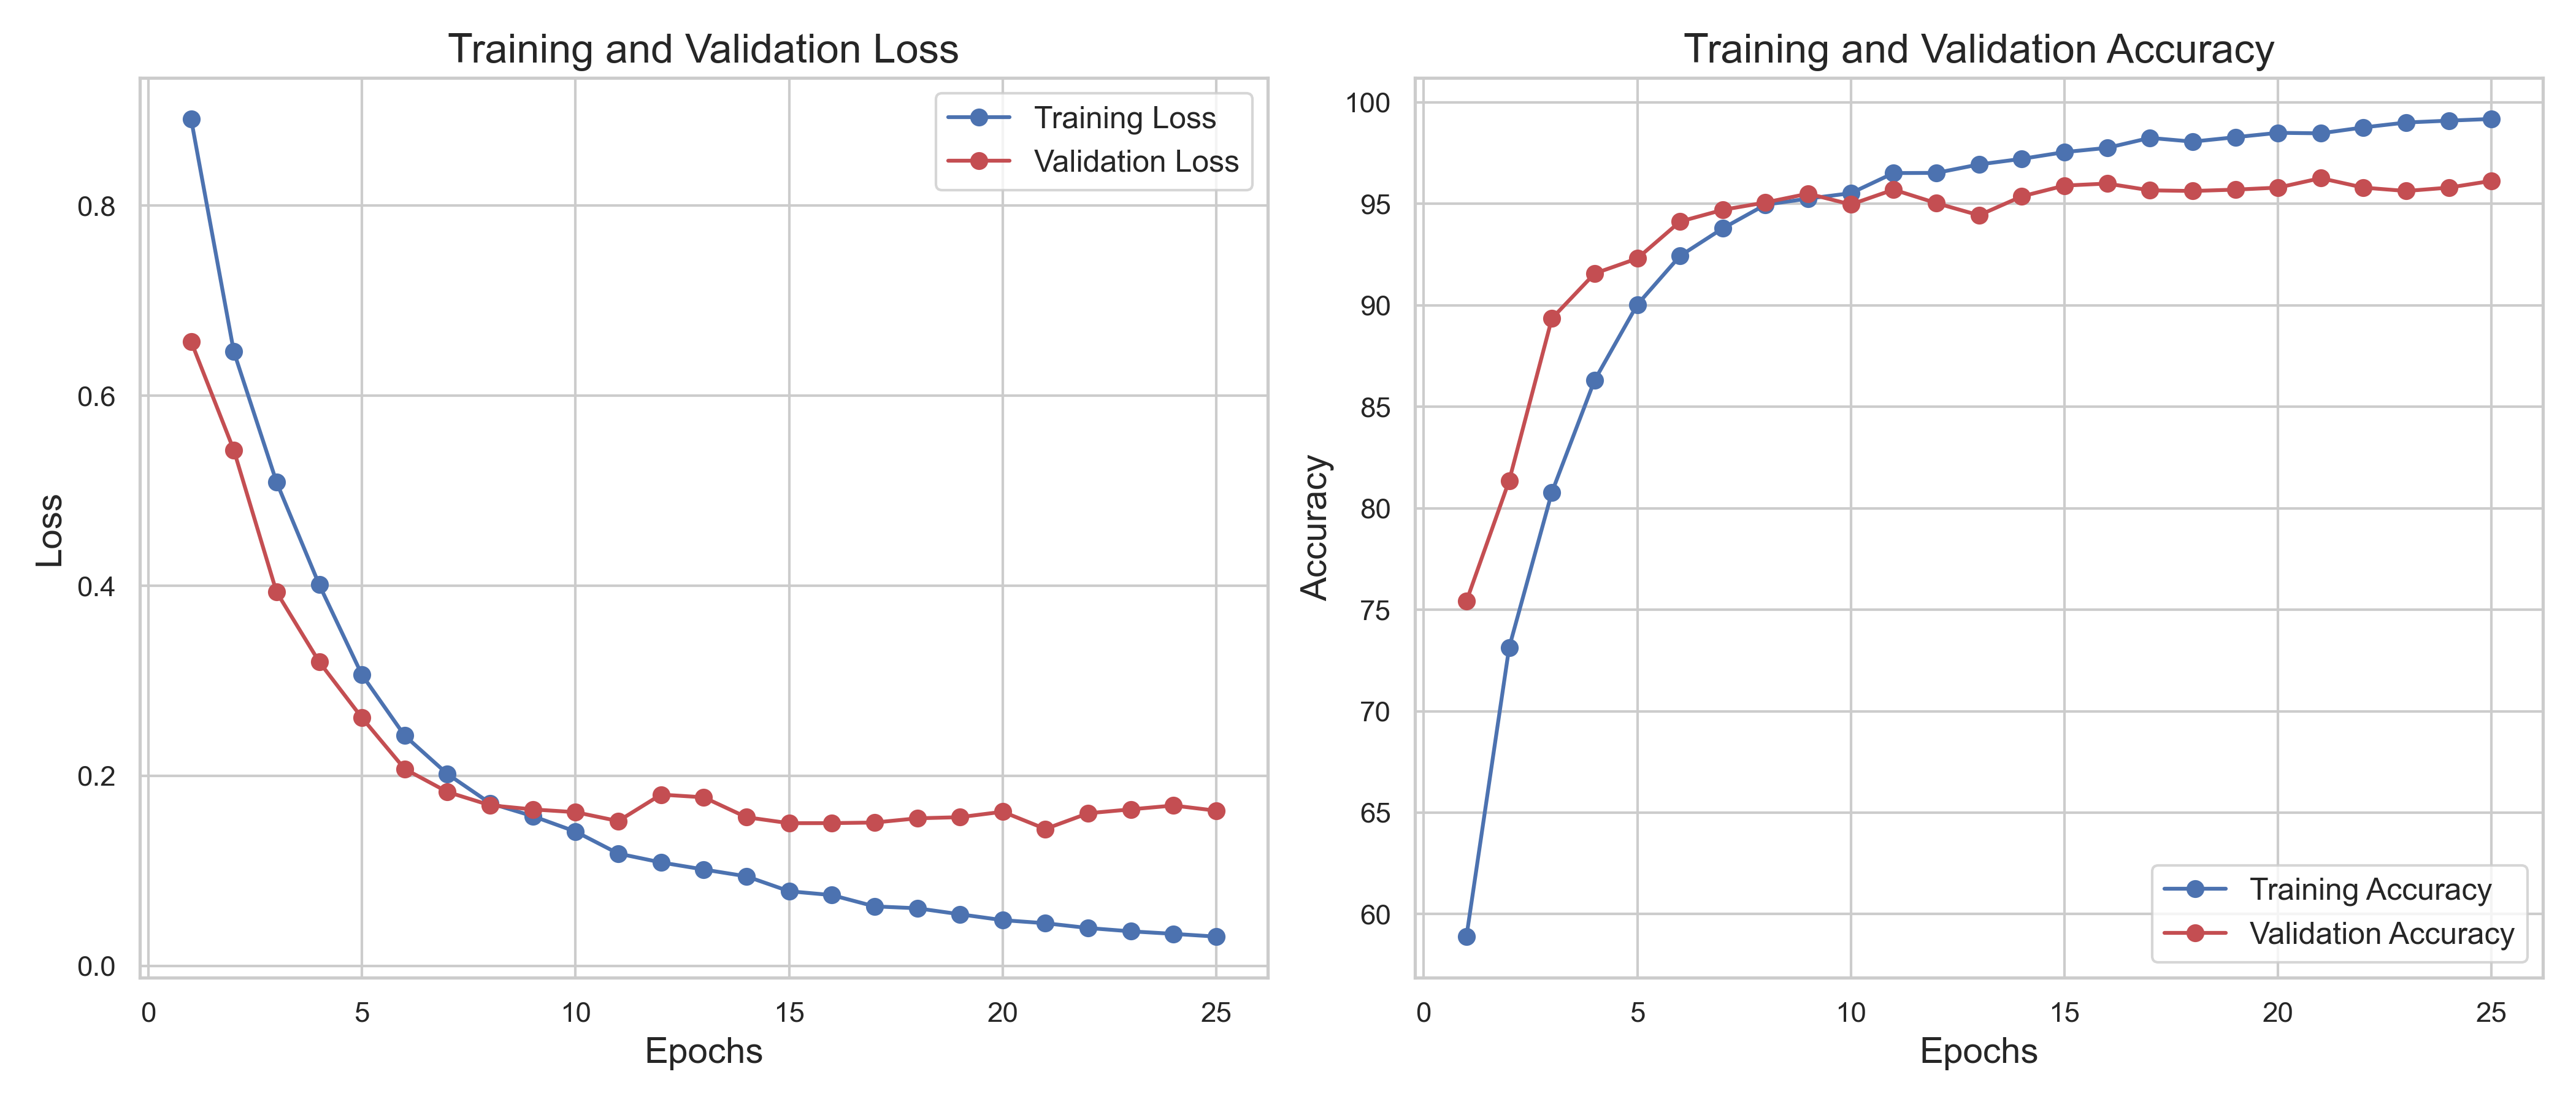 Training and Validation Loss
Training Loss
Validation Loss
0.8
0.6
0.4
0.2
0.0
Loss
0 5 10 15 20 25
Epochs
Training and Validation Accuracy
100
95
90
85
80
75
70
65
60
Accuracy
Training Accuracy
Validation Accuracy
0 5 10 15 20 25
Epochs